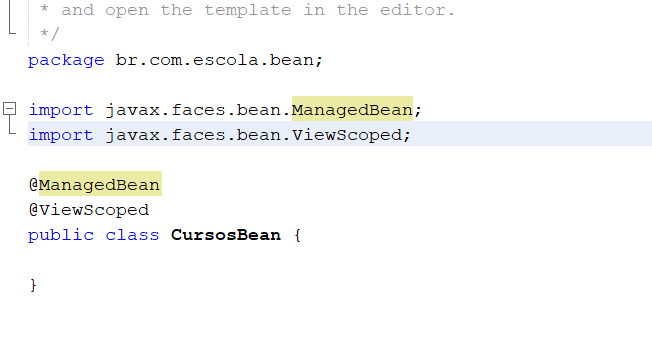 * and open the template in the editor.
*/
package br.com.escola.bean;
import javax.faces.bean.ManagedBean;
import javax.faces.bean.ViewScoped;
@ManagedBean
@ViewScoped
public class CursosBean {
}